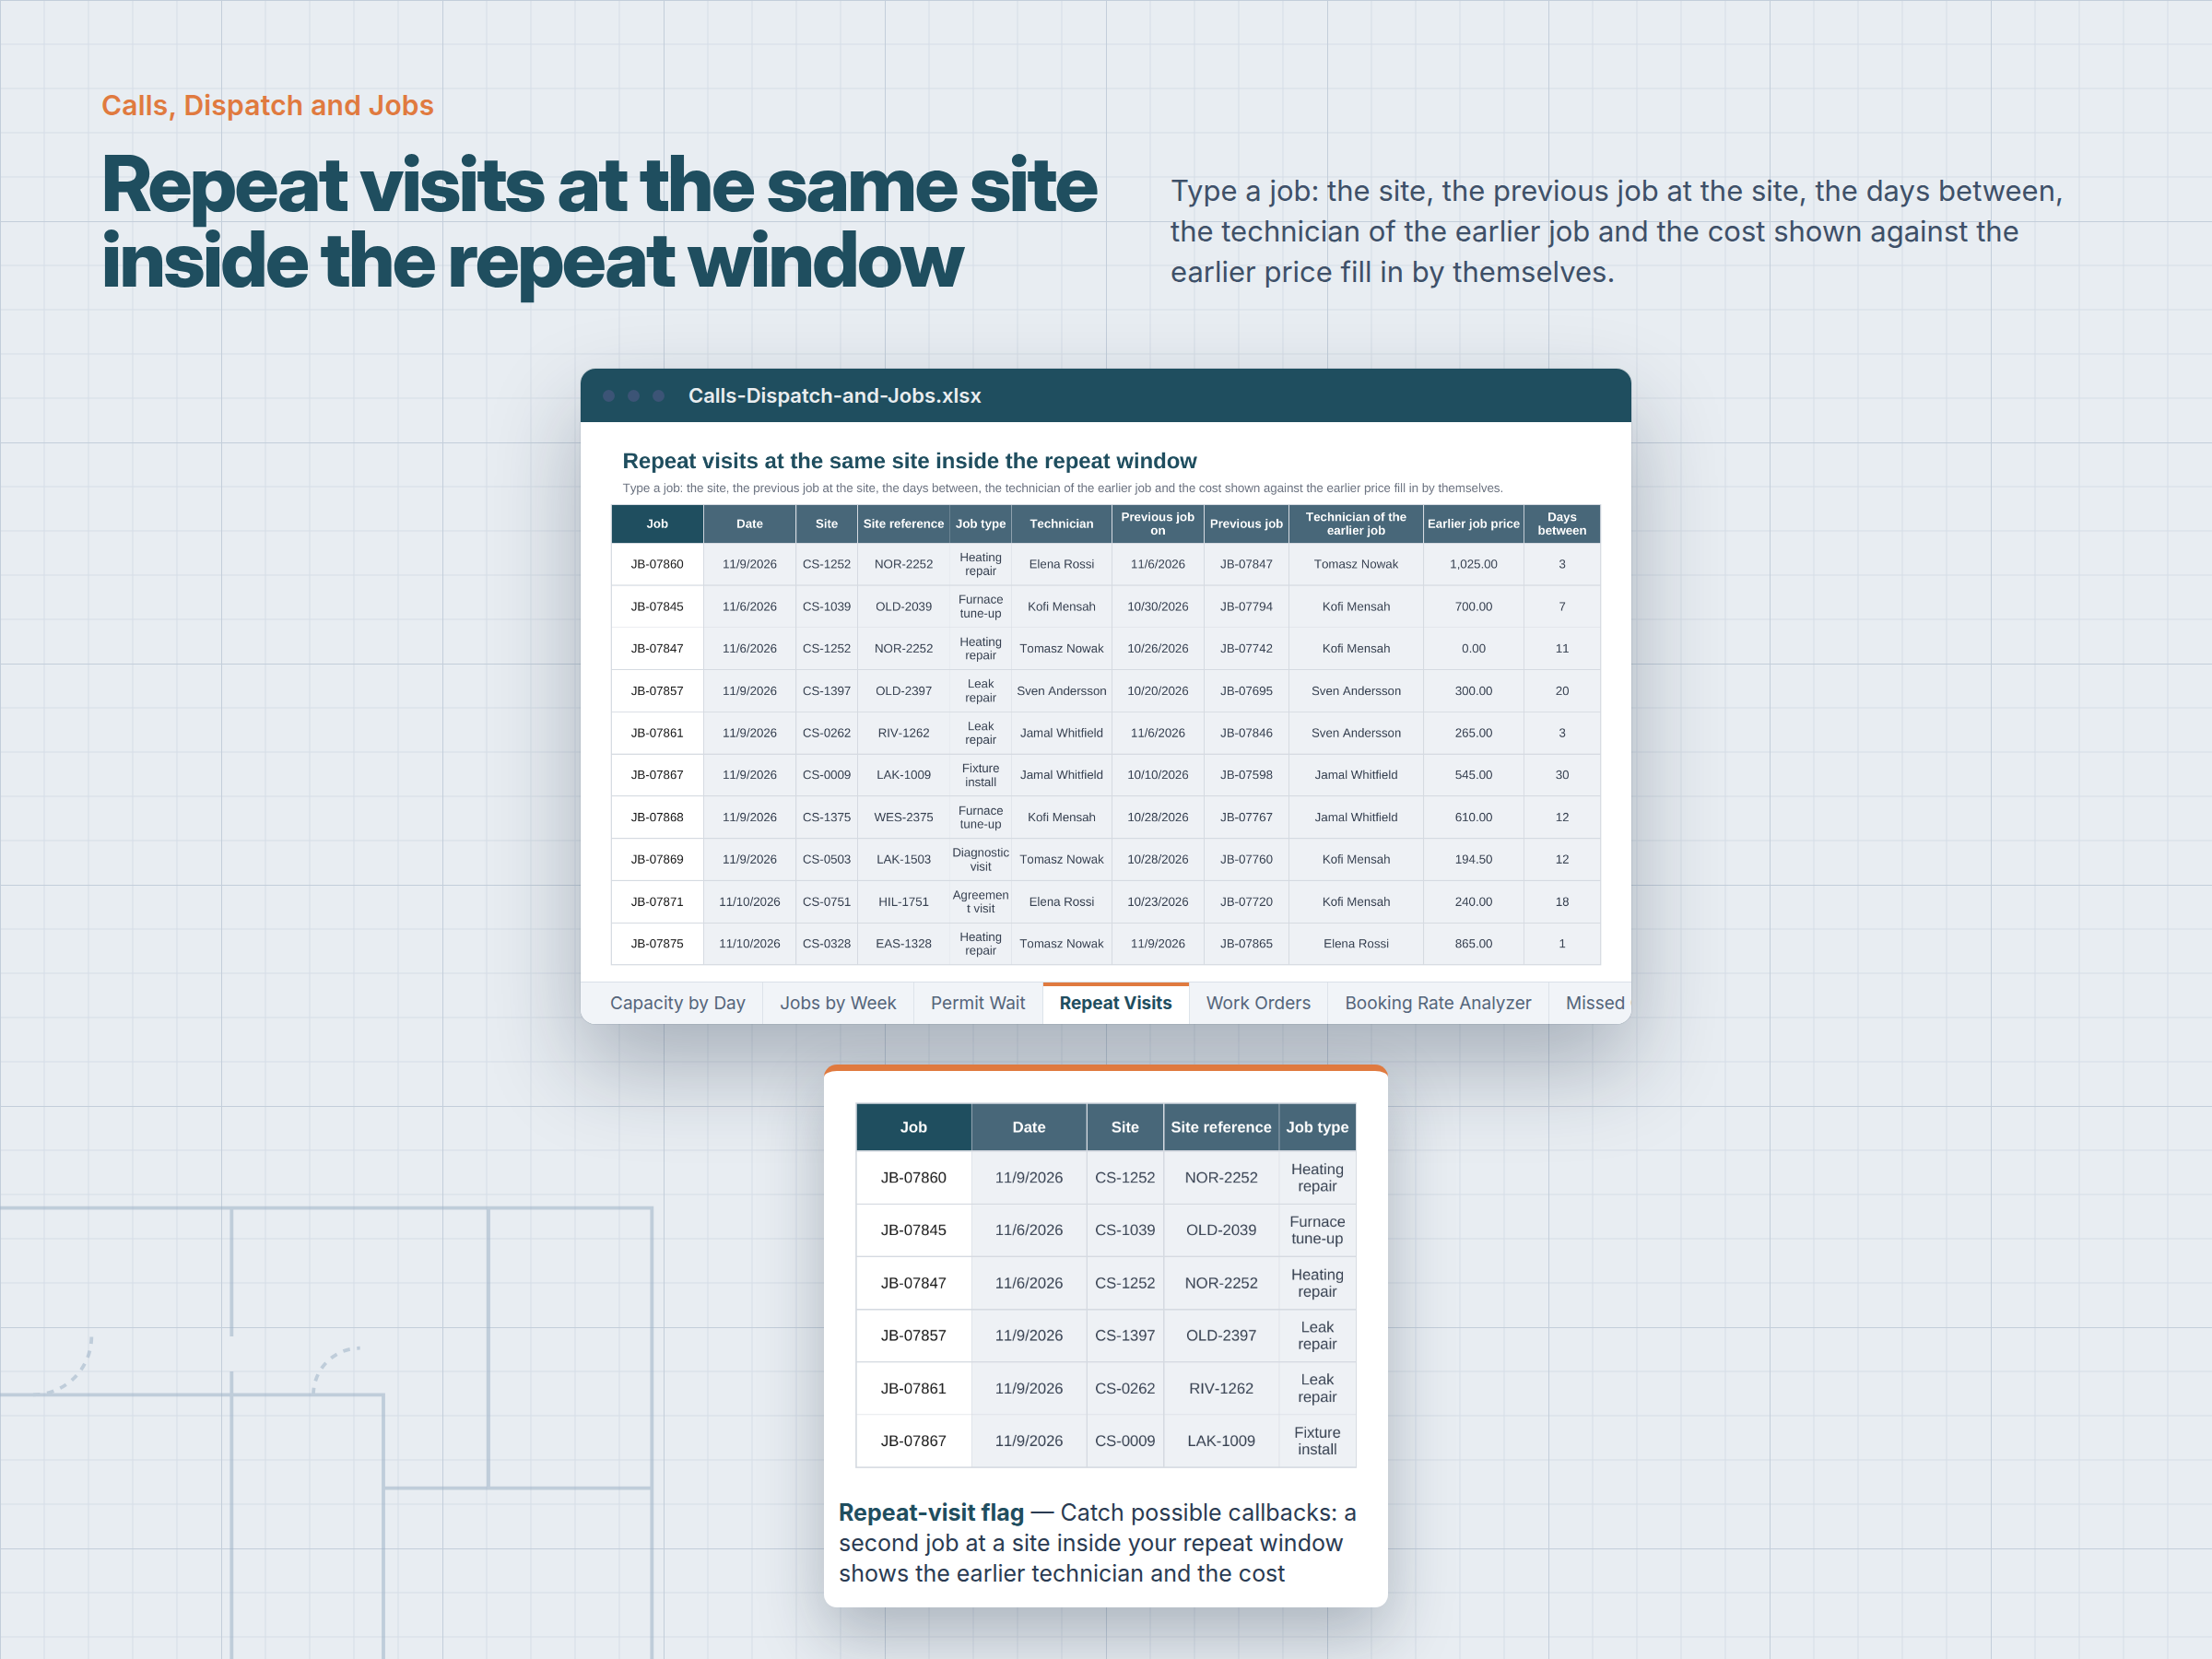 Calls, Dispatch and Jobs
Repeat visits at the same site
inside the repeat window
Type a job: the site, the previous job at the site, the days between,
the technician of the earlier job and the cost shown against the
earlier price fill in by themselves.
Calls-Dispatch-and-Jobs.xlsx
Repeat visits at the same site inside the repeat window
Type a job: the site, the previous job at the site, the days between, the technician of the earlier job and the cost shown against the earlier price fill in by themselves.
Job Date Site Site reference Job type Technician Previous job on Previous job Technician of the earlier job Earlier job price Days between
JB-07860 11/9/2026 CS-1252 NOR-2252 Heating repair Elena Rossi 11/6/2026 JB-07847 Tomasz Nowak 1,025.00 3
JB-07845 11/6/2026 CS-1039 OLD-2039 Furnace tune-up Kofi Mensah 10/30/2026 JB-07794 Kofi Mensah 700.00 7
JB-07847 11/6/2026 CS-1252 NOR-2252 Heating repair Tomasz Nowak 10/26/2026 JB-07742 Kofi Mensah 0.00 11
JB-07857 11/9/2026 CS-1397 OLD-2397 Leak repair Sven Andersson 10/20/2026 JB-07695 Sven Andersson 300.00 20
JB-07861 11/9/2026 CS-0262 RIV-1262 Leak repair Jamal Whitfield 11/6/2026 JB-07846 Sven Andersson 265.00 3
JB-07867 11/9/2026 CS-0009 LAK-1009 Fixture install Jamal Whitfield 10/10/2026 JB-07598 Jamal Whitfield 545.00 30
JB-07868 11/9/2026 CS-1375 WES-2375 Furnace tune-up Kofi Mensah 10/28/2026 JB-07767 Jamal Whitfield 610.00 12
JB-07869 11/9/2026 CS-0503 LAK-1503 Diagnostic visit Tomasz Nowak 10/28/2026 JB-07760 Kofi Mensah 194.50 12
JB-07871 11/10/2026 CS-0751 HIL-1751 Agreement visit Elena Rossi 10/23/2026 JB-07720 Kofi Mensah 240.00 18
JB-07875 11/10/2026 CS-0328 EAS-1328 Heating repair Tomasz Nowak 11/9/2026 JB-07865 Elena Rossi 865.00 1
Capacity by Day Jobs by Week Permit Wait Repeat Visits Work Orders Booking Rate Analyzer Missed
Job Date Site Site reference Job type
JB-07860 11/9/2026 CS-1252 NOR-2252 Heating repair
JB-07845 11/6/2026 CS-1039 OLD-2039 Furnace tune-up
JB-07847 11/6/2026 CS-1252 NOR-2252 Heating repair
JB-07857 11/9/2026 CS-1397 OLD-2397 Leak repair
JB-07861 11/9/2026 CS-0262 RIV-1262 Leak repair
JB-07867 11/9/2026 CS-0009 LAK-1009 Fixture install
Repeat-visit flag — Catch possible callbacks: a
second job at a site inside your repeat window
shows the earlier technician and the cost